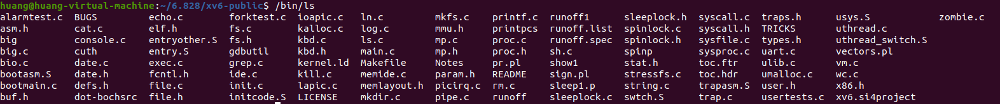 huang@huang-virtual-machine:~/6.828/xv6-public$ /bin/ls
alarmtest.c BUGS echo.c forktest.c ioapic.c ln.c mkfs.c printf.c runoff1 sleeplock.h syscall.c traps.h usys.S zombie.c
asm.h cat.c elf.h fs.c kalloc.c log.c mmu.h printpcs runoff.list spinlock.c syscall.h TRICKS uthread.c
big console.c entryother.S fs.h kbd.c ls.c mp.c proc.c runoff.spec spinlock.h sysfile.c types.h uthread_switch.S
big.c cuth entry.S gdbutil kbd.h main.c mp.h proc.h sh.c spinp sysproc.c uart.c vectors.pl
bio.c date.c exec.c grep.c kernel.ld Makefile Notes pr.pl show1 stat.h toc.ftr ulib.c vm.c
bootasm.S date.h fcntl.h ide.c kill.c memide.c param.h README sign.pl stressfs.c toc.hdr umalloc.c wc.c
bootmain.c defs.h file.c init.c lapic.c memlayout.h picirq.c rm.c sleep1.p string.c trapasm.S user.h x86.h
buf.h dot-bochsrc file.h initcode.S LICENSE mkdir.c pipe.c runoff sleeplock.c swtch.S trap.c usertests.c xv6.si4project